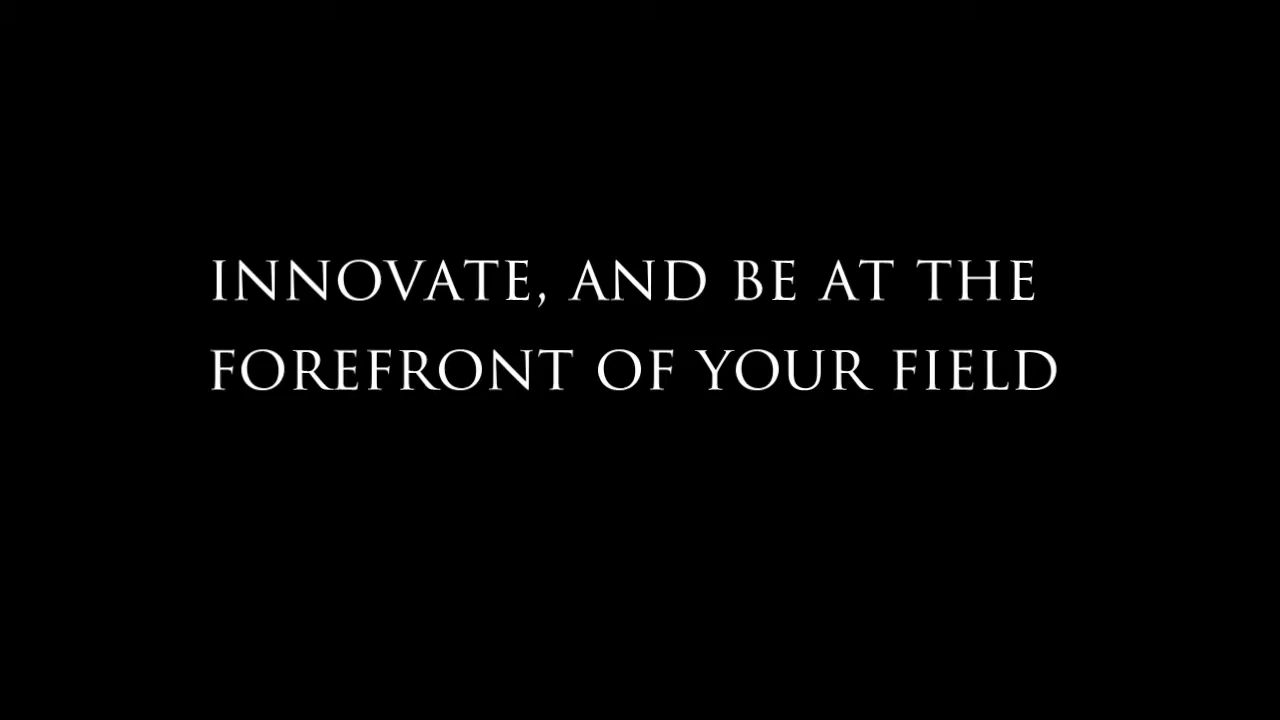 INNOVATE, AND BE AT THE
FOREFRONT OF YOUR FIELD